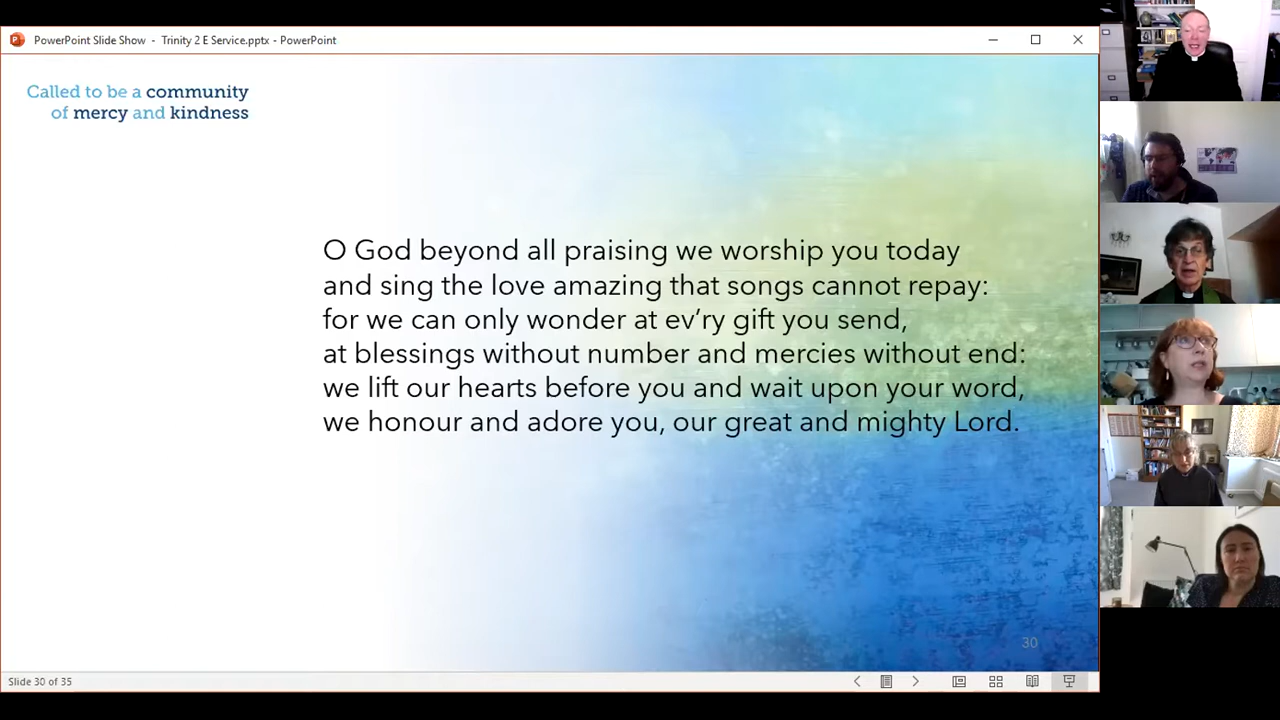 PowerPoint Slide Show - Trinity 2 E Service.pptx - PowerPoint
Called to be a community
of mercy and kindness
O God beyond all praising we worship you today
and sing the love amazing that songs cannot repay:
for we can only wonder at ev’ry gift you send,
at blessings without number and mercies without end:
we lift our hearts before you and wait upon your word,
we honour and adore you, our great and mighty Lord.
30
Slide 30 of 35